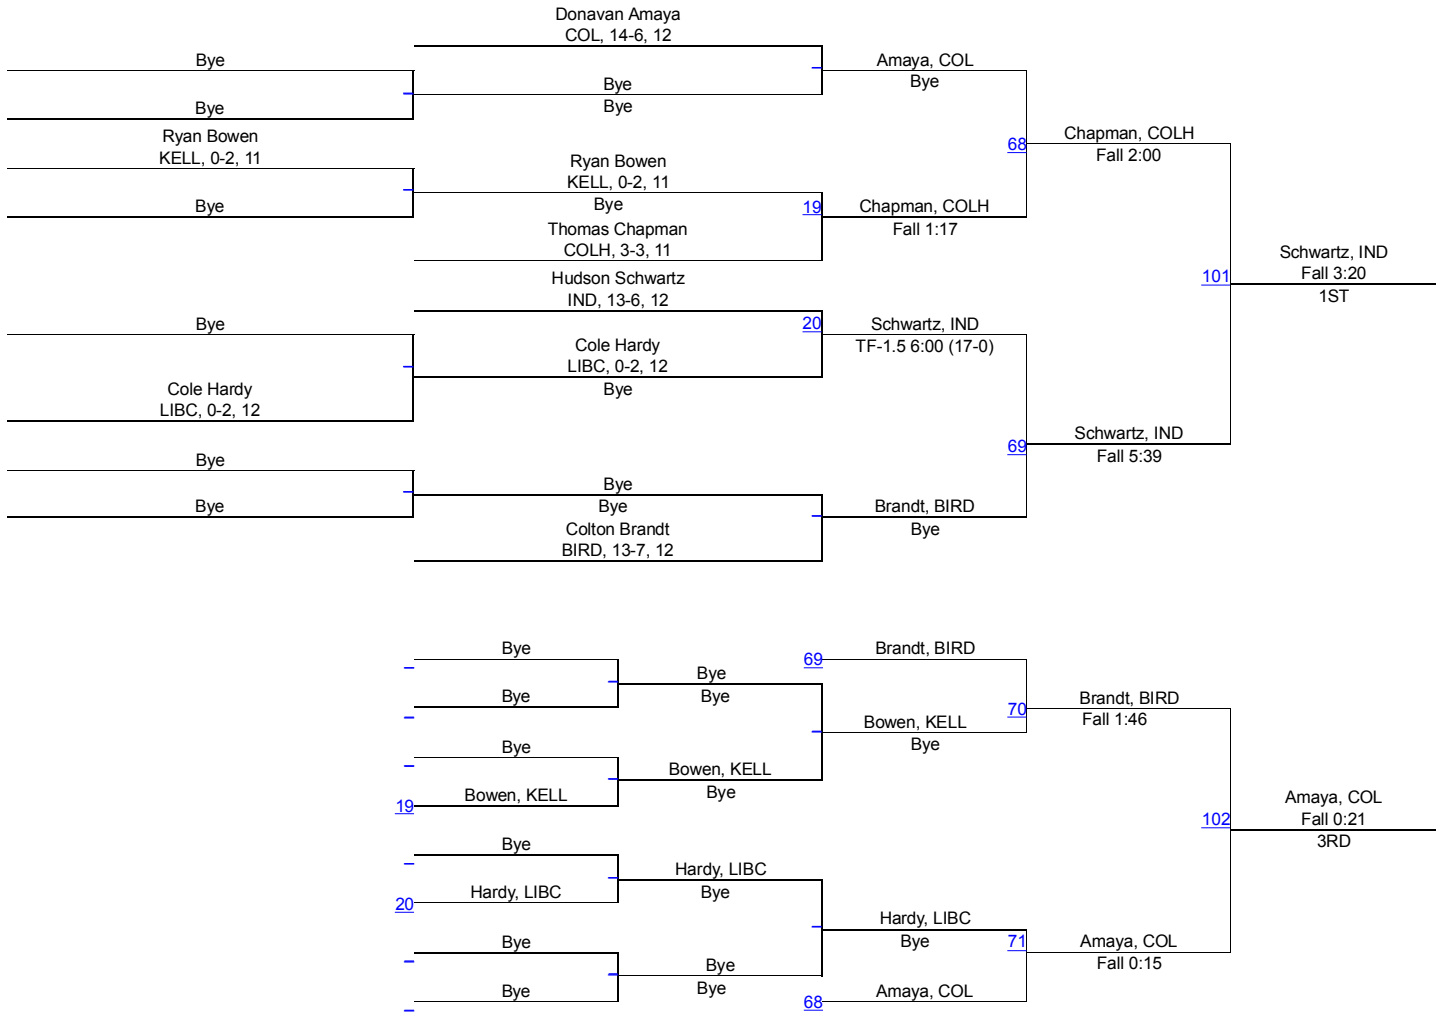 Donavan Amaya
COL, 14-6, 12
Bye
Amaya, COL
Bye
Bye
Bye
Bye
Ryan Bowen
KELL, 0-2, 11
Chapman, COLH
68
Fall 2:00
Ryan Bowen
KELL, 0-2, 11
Bye
Bye
19
Chapman, COLH
Fall 1:17
Thomas Chapman
COLH, 3-3, 11
Schwartz, IND
Fall 3:20
101
1ST
Hudson Schwartz
IND, 13-6, 12
Bye
20
Schwartz, IND
TF-1.5 6:00 (17-0)
Cole Hardy
LIBC, 0-2, 12
Bye
Cole Hardy
LIBC, 0-2, 12
Schwartz, IND
69
Fall 5:39
Bye
Bye
Bye
Bye
Brandt, BIRD
Bye
Colton Brandt
BIRD, 13-7, 12
Bye
69
Brandt, BIRD
Bye
Bye
Bye
Brandt, BIRD
70
Fall 1:46
Bowen, KELL
Bye
Bye
Bowen, KELL
Bye
19
Bowen, KELL
Amaya, COL
Fall 0:21
102
3RD
Bye
Hardy, LIBC
Bye
20
Hardy, LIBC
Hardy, LIBC
Bye
71
Amaya, COL
Fall 0:15
Bye
Bye
Bye
Bye
68
Amaya, COL